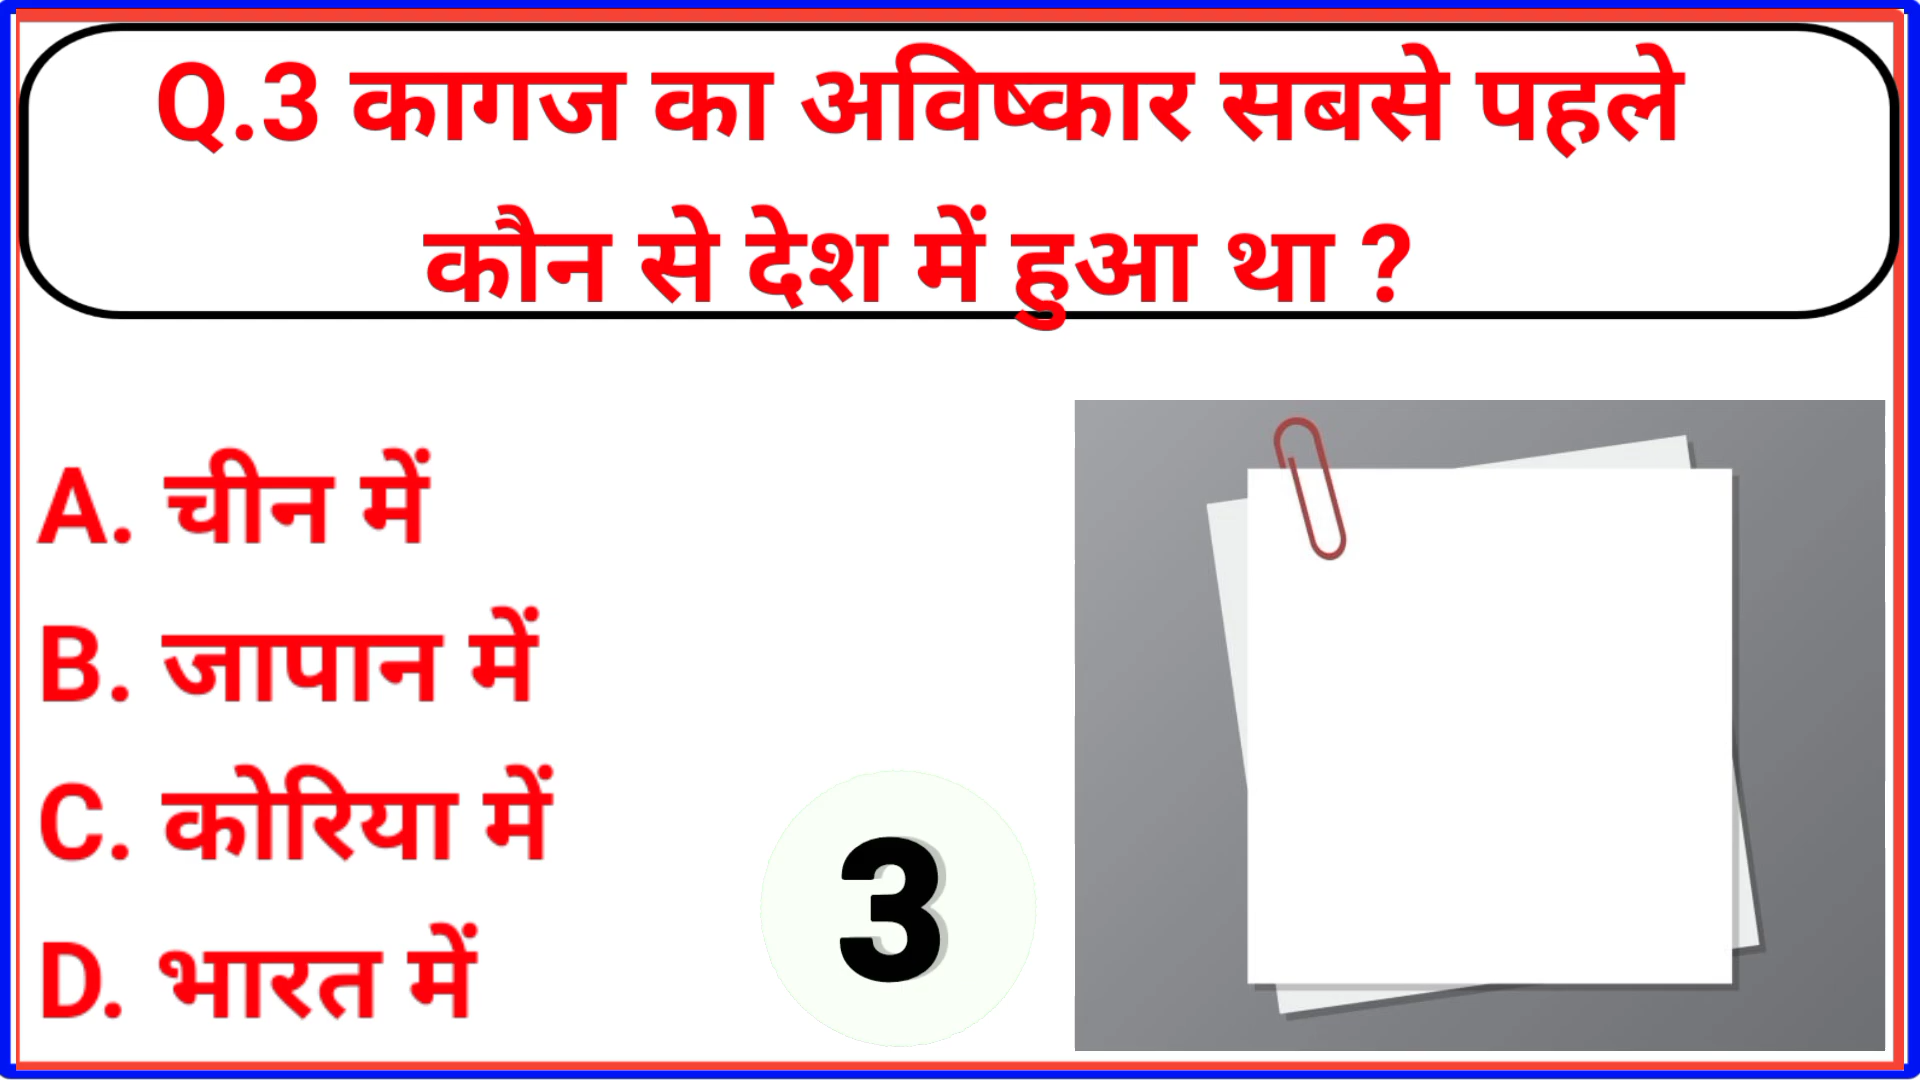 Q.3 कागज का अविष्कार सबसे पहले
कौन से देश में हुआ था ?
A. चीन में
B. जापान में
C. कोरिया में
D. भारत में
3